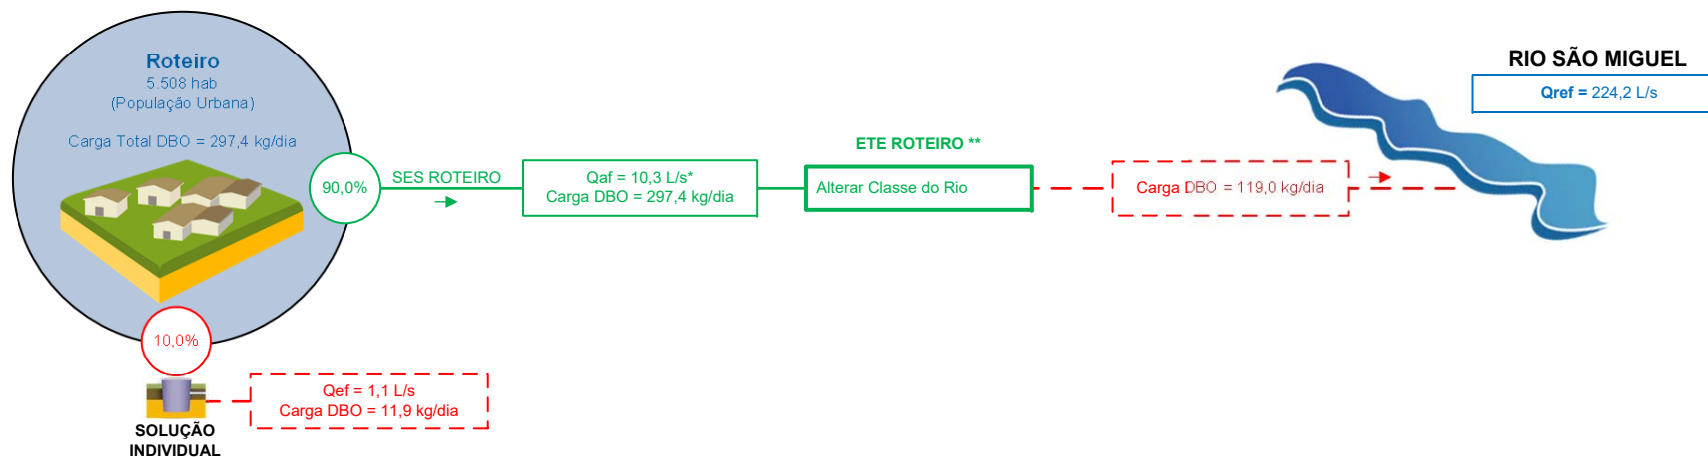 Roteiro
5.508 hab
(População Urbana)
Carga Total DBO = 297,4 kg/dia
90,0%
SES ROTEIRO
Qaf = 10,3 L/s*
Carga DBO = 297,4 kg/dia
ETE ROTEIRO **
Alterar Classe do Rio
Carga DBO = 119,0 kg/dia
RIO SÃO MIGUEL
Qref = 224,2 L/s
10,0%
Qef = 1,1 L/s
Carga DBO = 11,9 kg/dia
SOLUÇÃO
INDIVIDUAL